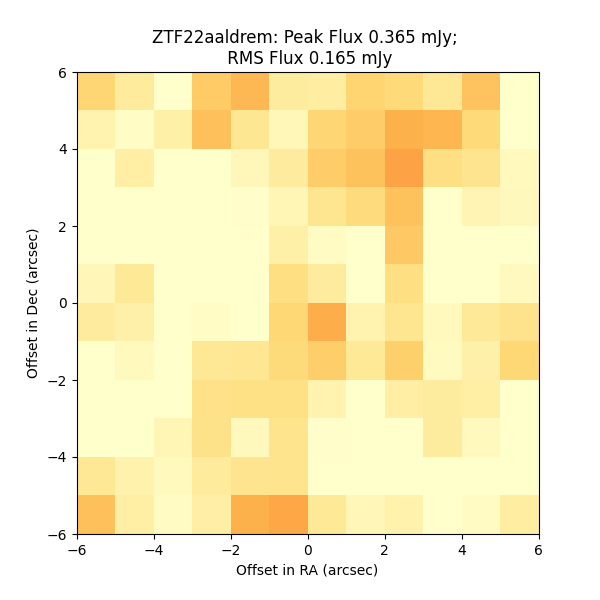 ZTF22aaldrem: Peak Flux 0.365 mJy;
RMS Flux 0.165 mJy
6
4
2
0
−2
−4
−6
Offset in Dec (arcsec)
−6 −4 −2 0 2 4 6
Offset in RA (arcsec)